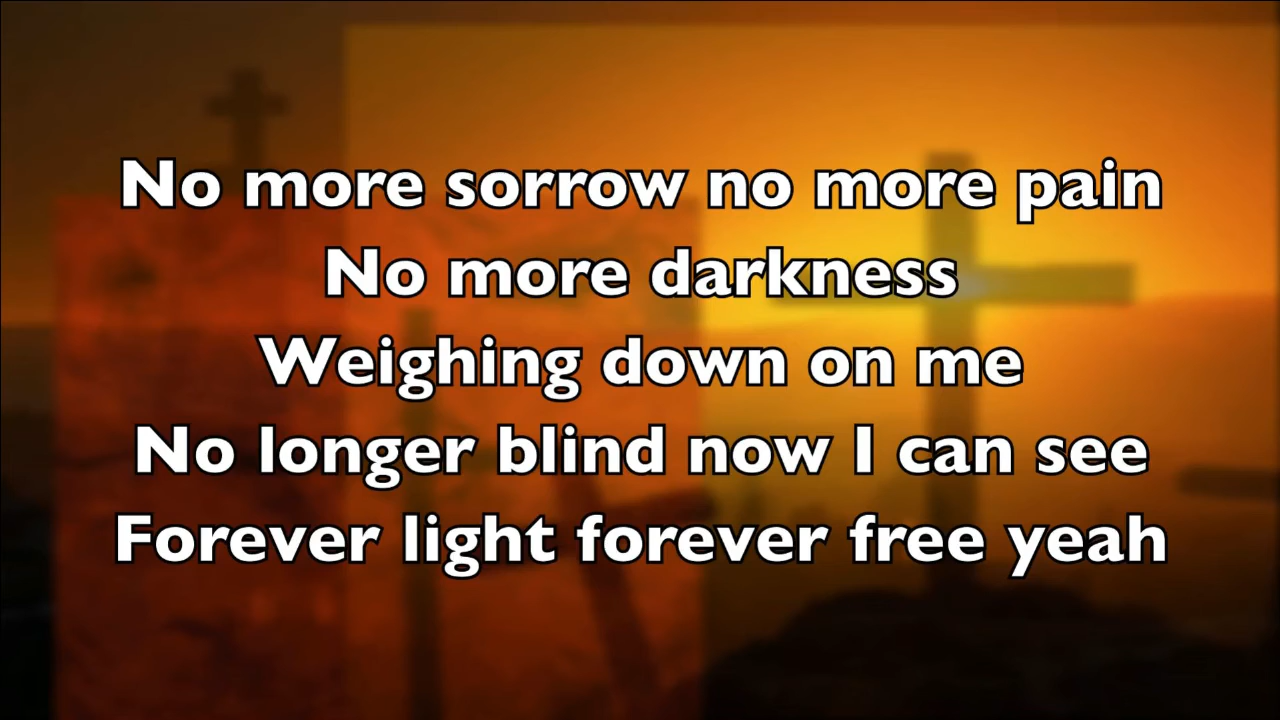 No more sorrow no more pain
No more darkness
Weighing down on me
No longer blind now I can see
Forever light forever free yeah